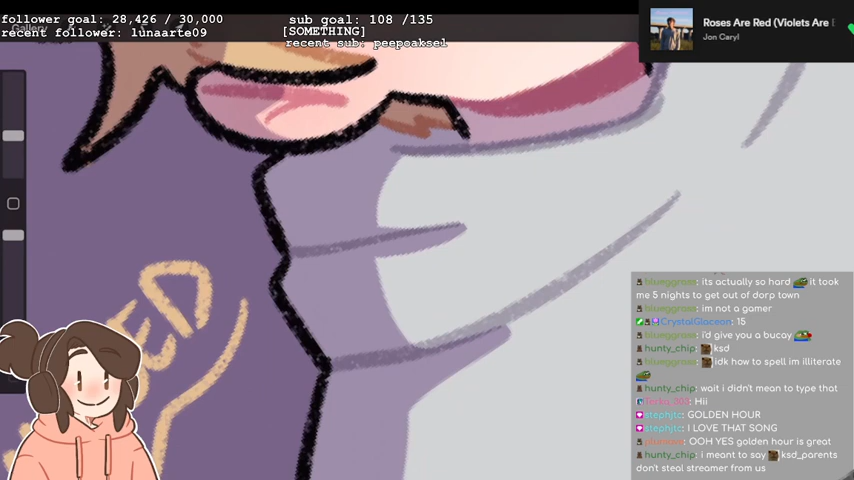 follower goal: 28,426 / 30,000
sub goal: 108 /135
Gallery
recent follower: lunaarte09
[SOMETHING]
recent sub: peepoaksel
Roses Are Red (Violets Are
Jon Caryl
ED
blueggrass: its actually so hard it took
me 5 nights to get out of dorp town
blueggrass: im not a gamer
CrystalGlaceon: 15
blueggrass: i'd give you a bucay
hunty_chip: ksd
blueggrass: idk how to spell im illiterate
hunty_chip: wait i didn't mean to type that
Hii
stephjtc: GOLDEN HOUR
stephjtc: I LOVE THAT SONG
OOH YES golden hour is great
hunty_chip: i meant to say ksd_parents
don't steal streamer from us